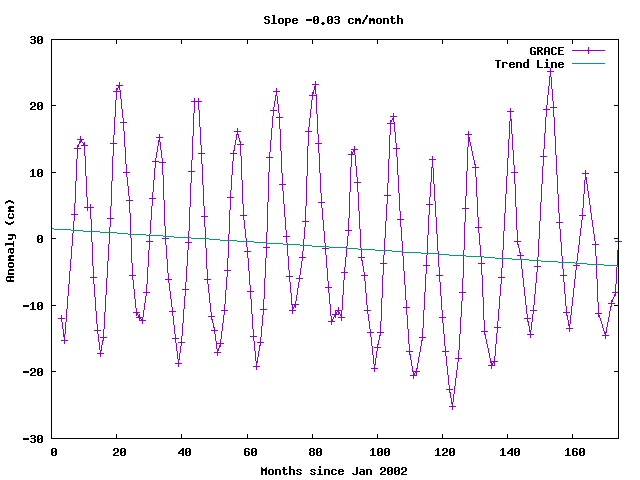 Slope -0.03 cm/month
GRACE
Trend Line
30
20
10
0
-10
-20
-30
Anomaly (cm)
0 20 40 60 80 100 120 140 160
Months since Jan 2002